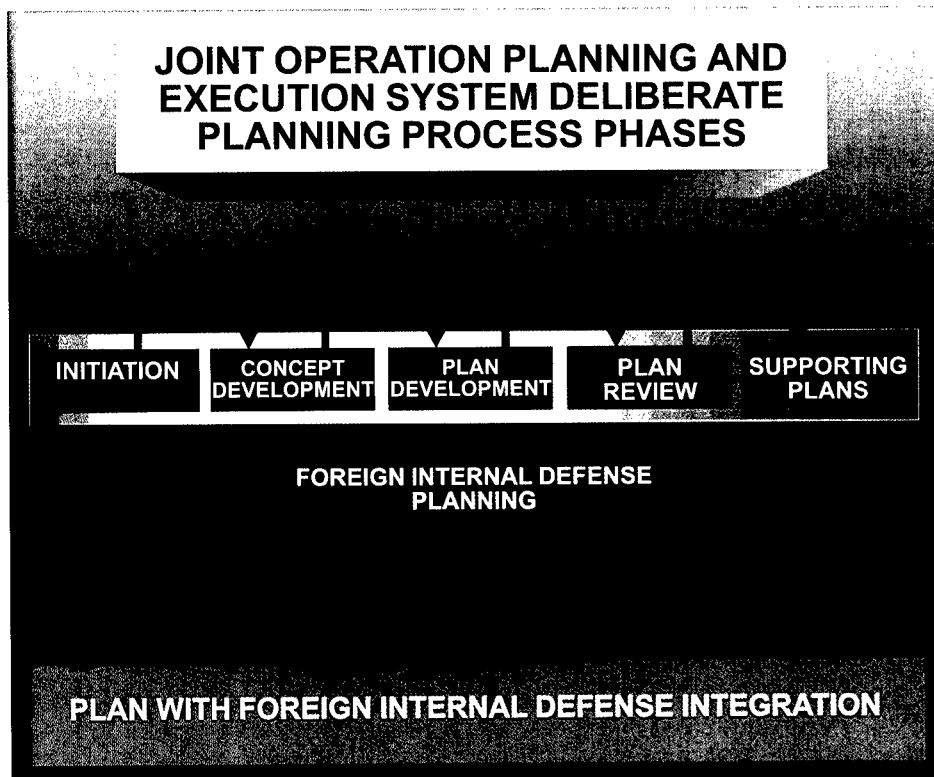 JOINT OPERATION PLANNING AND
EXECUTION SYSTEM DELIBERATE
PLANNING PROCESS PHASES
INITIATION
CONCEPT
DEVELOPMENT
PLAN
DEVELOPMENT
PLAN
REVIEW
SUPPORTING
PLANS
FOREIGN INTERNAL DEFENSE
PLANNING
PLAN WITH FOREIGN INTERNAL DEFENSE INTEGRATION